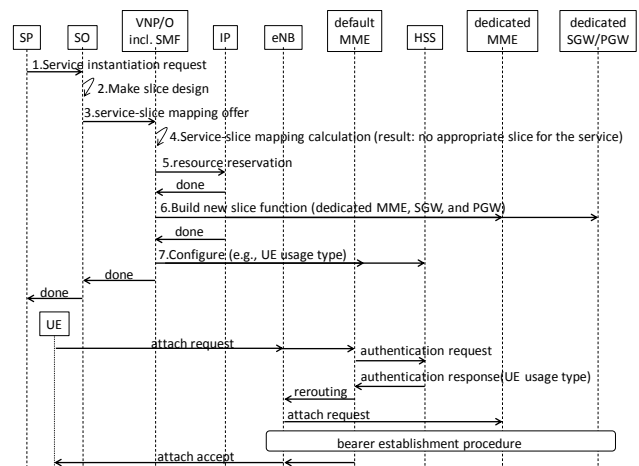 SP
SO
VNP/O
incl. SMF
IP
eNB
default
MME
HSS
dedicated
MME
dedicated
SGW/PGW
1.Service instantiation request
2.Make slice design
3.service-slice mapping offer
4.Service-slice mapping calculation (result: no appropriate slice for the service)
5.resource reservation
done
6.Build new slice function (dedicated MME, SGW, and PGW)
done
7.Configure (e.g., UE usage type)
done
done
UE
attach request
authentication request
authentication response(UE usage type)
rerouting
attach request
bearer establishment procedure
attach accept